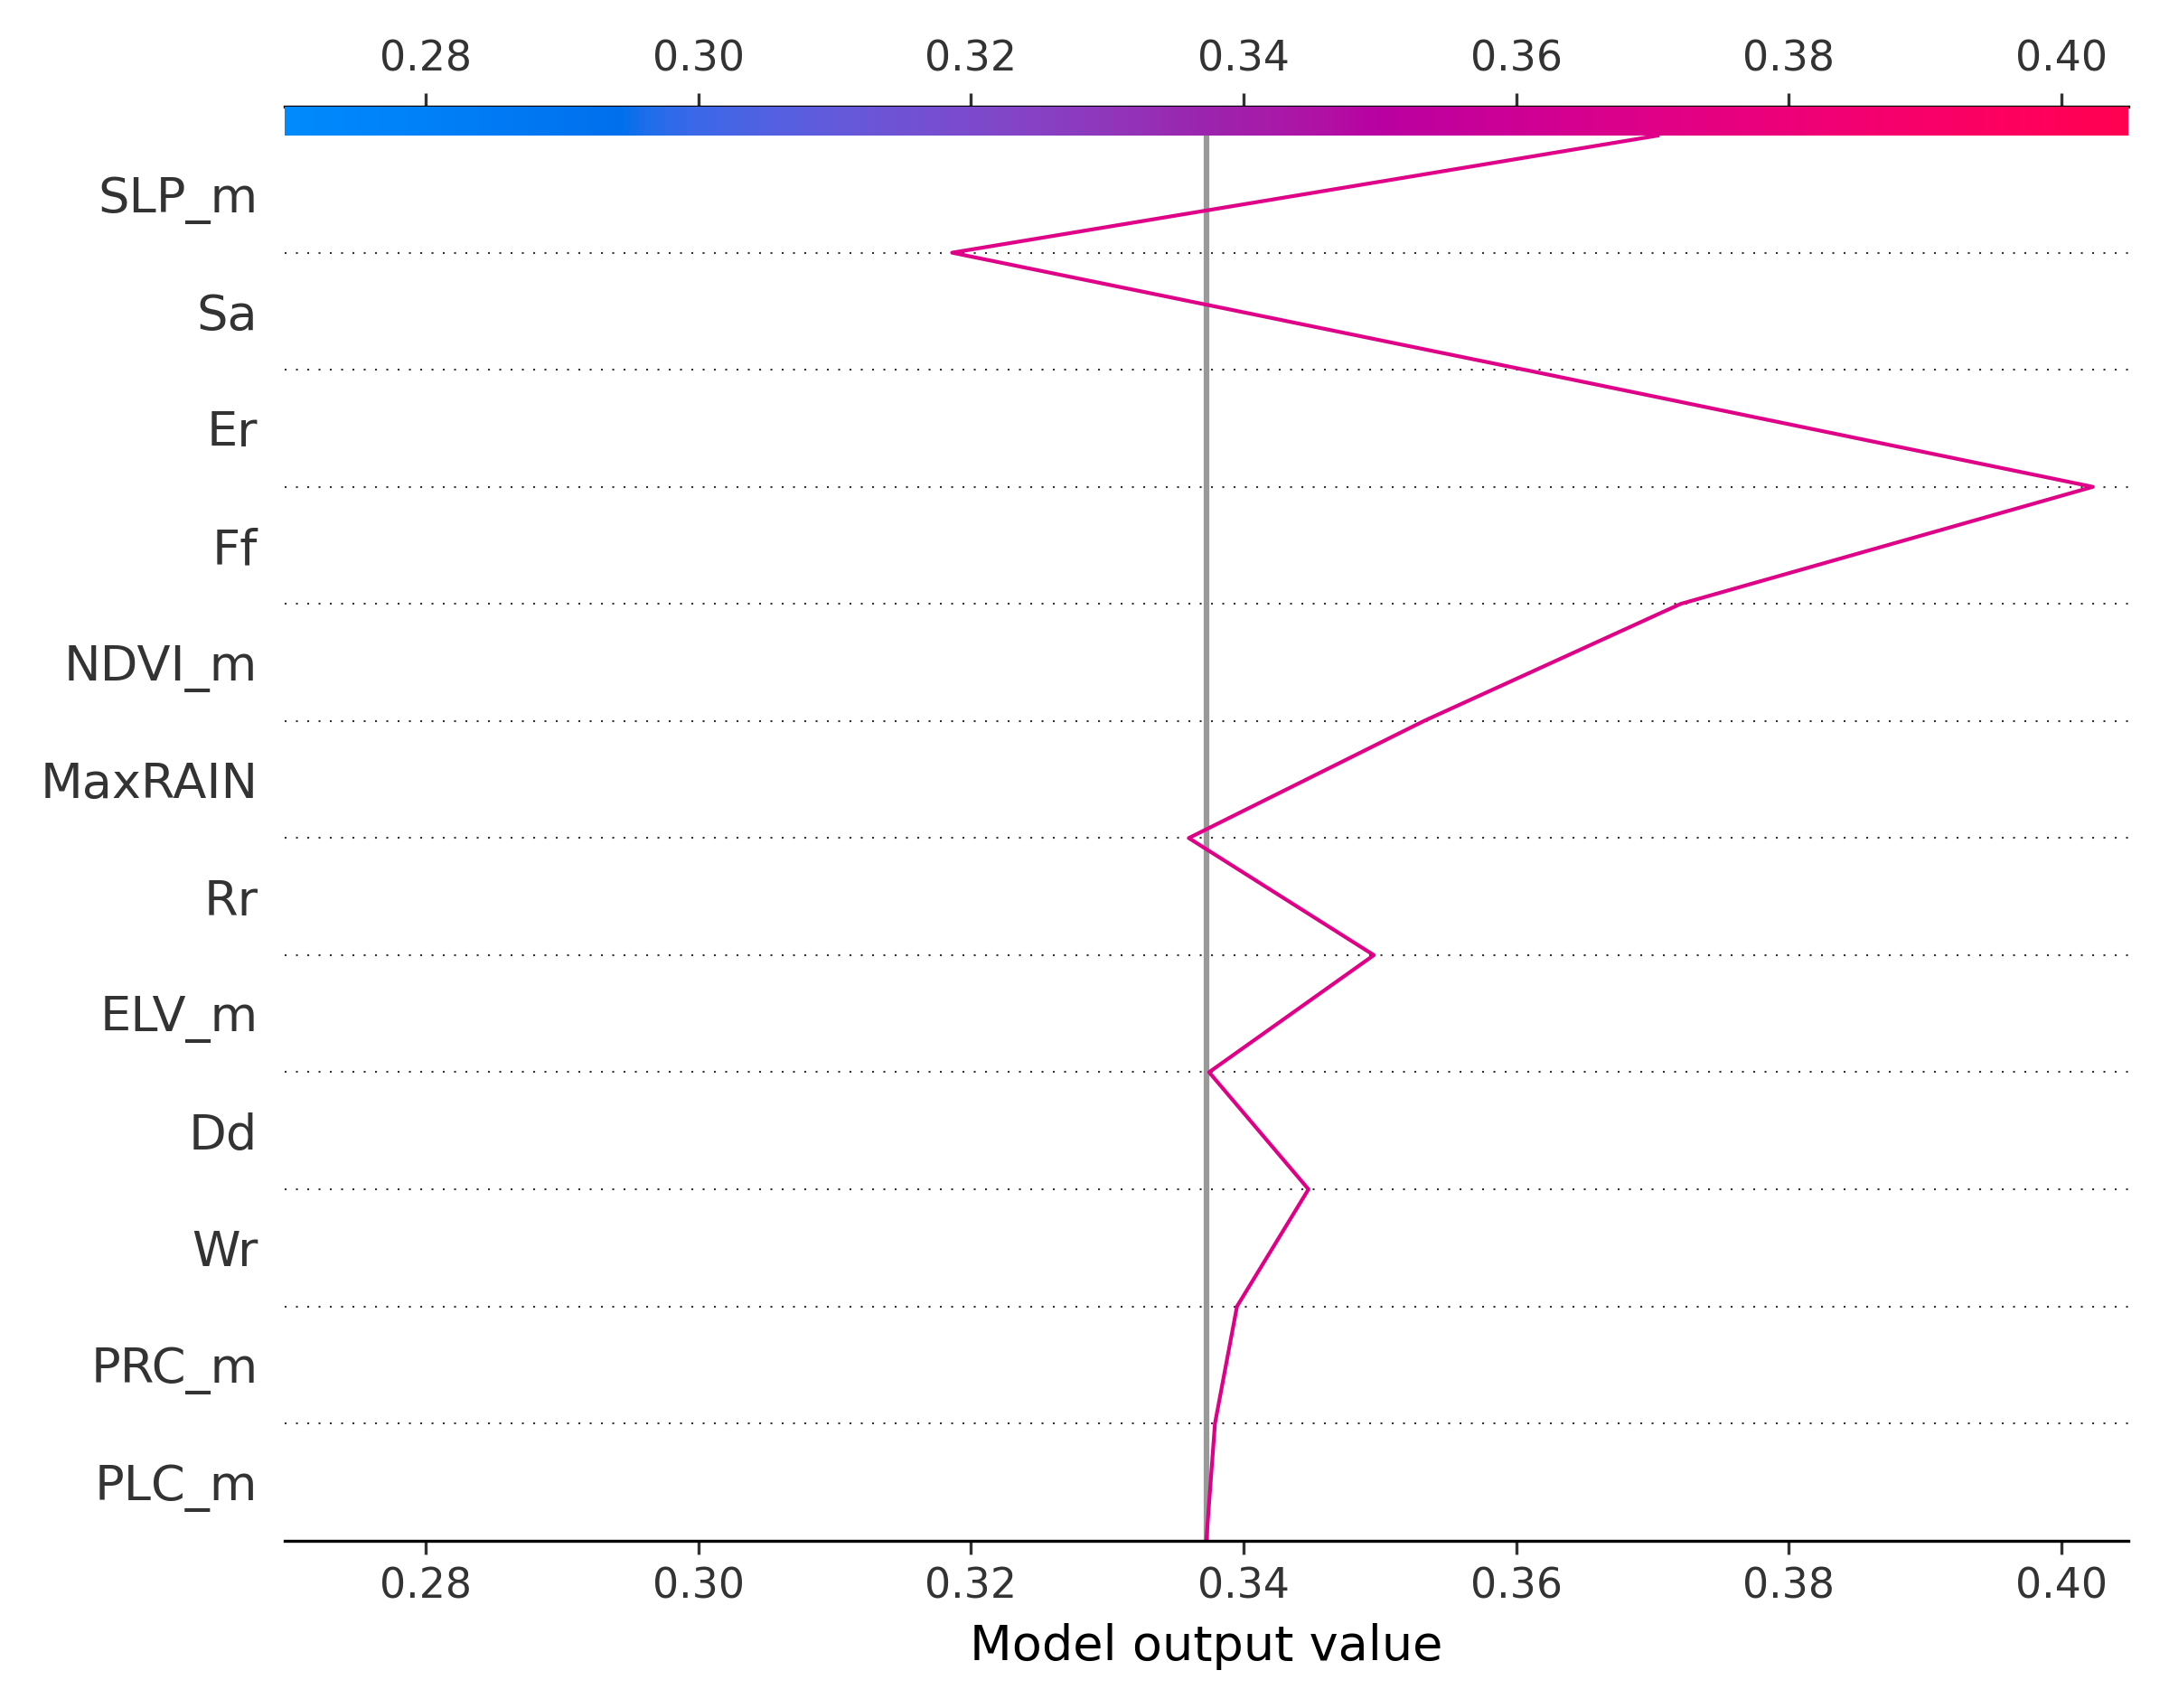 0.28 0.30 0.32 0.34 0.36 0.38 0.40
SLP_m
Sa
Er
Ff
NDVI_m
MaxRAIN
Rr
ELV_m
Dd
Wr
PRC_m
PLC_m
0.28 0.30 0.32 0.34 0.36 0.38 0.40
Model output value